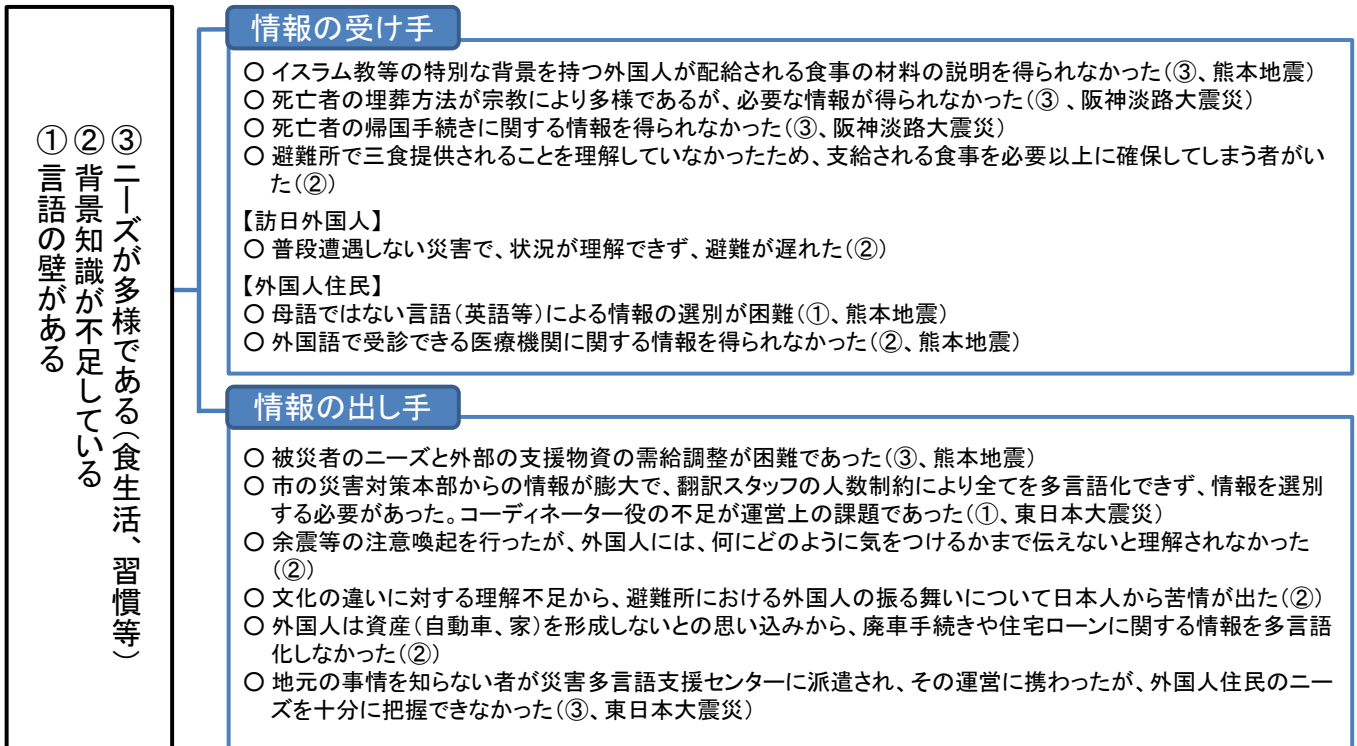 ①言語の壁がある
②背景知識が不足している
③ニーズが多様である(食生活、習慣等)
情報の受け手
○ イスラム教等の特別な背景を持つ外国人が配給される食事の材料の説明を得られなかった(③、熊本地震)
○ 死亡者の埋葬方法が宗教により多様であるが、必要な情報が得られなかった(③ 、阪神淡路大震災)
○ 死亡者の帰国手続きに関する情報を得られなかった(③、阪神淡路大震災)
○ 避難所で三食提供されることを理解していなかったため、支給される食事を必要以上に確保してしまう者がい
た(②)
【訪日外国人】
○ 普段遭遇しない災害で、状況が理解できず、避難が遅れた(②)
【外国人住民】
○ 母語ではない言語(英語等)による情報の選別が困難(①、熊本地震)
○ 外国語で受診できる医療機関に関する情報を得られなかった(②、熊本地震)
情報の出し手
○ 被災者のニーズと外部の支援物資の需給調整が困難であった(③、熊本地震)
○ 市の災害対策本部からの情報が膨大で、翻訳スタッフの人数制約により全てを多言語化できず、情報を選別
する必要があった。コーディネーター役の不足が運営上の課題であった(①、東日本大震災)
○ 余震等の注意喚起を行ったが、外国人には、何にどのように気をつけるかまで伝えないと理解されなかった
(②)
○ 文化の違いに対する理解不足から、避難所における外国人の振る舞いについて日本人から苦情が出た(②)
○ 外国人は資産(自動車、家)を形成しないとの思い込みから、廃車手続きや住宅ローンに関する情報を多言語
化しなかった(②)
○ 地元の事情を知らない者が災害多言語支援センターに派遣され、その運営に携わったが、外国人住民のニー
ズを十分に把握できなかった(③、東日本大震災)